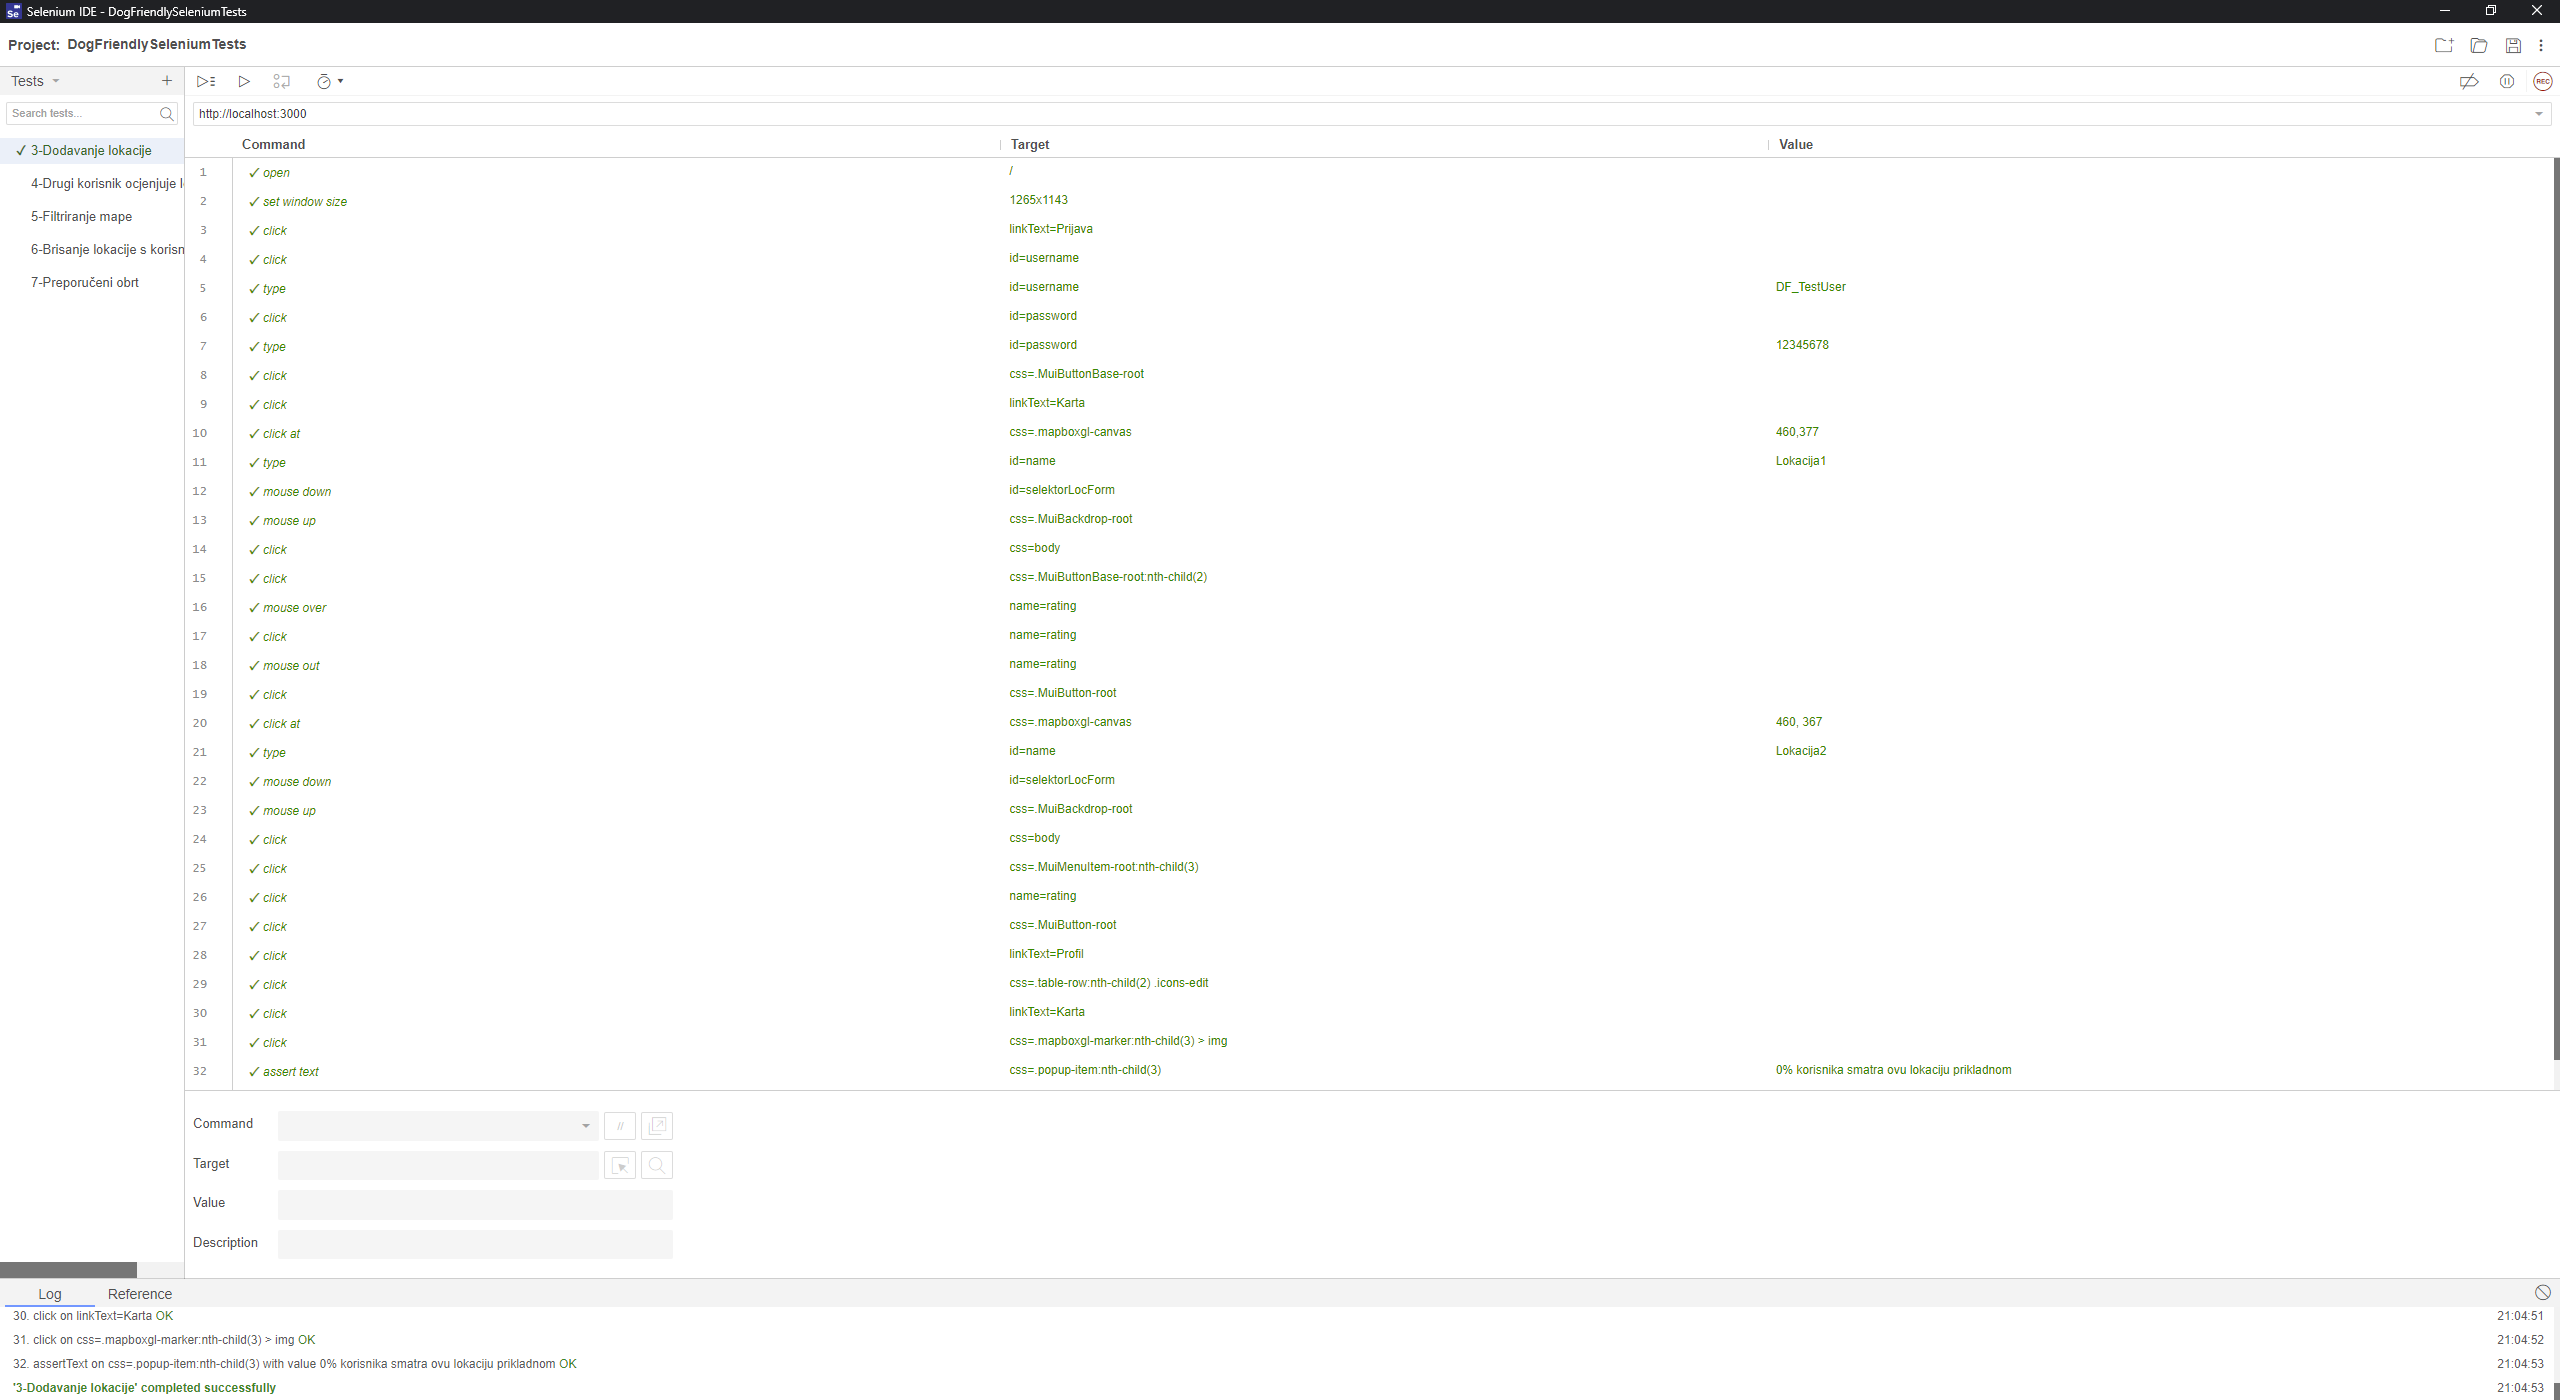 Selenium IDE - DogFriendlySeleniumTests
Project: DogFriendlySeleniumTests
Tests
Search tests...
http://localhost:3000
REC
✓ 3-Dodavanje lokacije
4-Drugi korisnik ocjenjuje l
5-Filtriranje mape
6-Brisanje lokacije s korisn
7-Preporučeni obrt
Command Target Value
1 ✓ open /
2 ✓ set window size 1265x1143
3 ✓ click linkText=Prijava
4 ✓ click id=username
5 ✓ type id=username DF_TestUser
6 ✓ click id=password
7 ✓ type id=password 12345678
8 ✓ click css=.MuiButtonBase-root
9 ✓ click linkText=Karta
10 ✓ click at css=.mapboxgl-canvas 460,377
11 ✓ type id=name Lokacija1
12 ✓ mouse down id=selektorLocForm
13 ✓ mouse up css=.MuiBackdrop-root
14 ✓ click css=body
15 ✓ click css=.MuiButtonBase-root:nth-child(2)
16 ✓ mouse over name=rating
17 ✓ click name=rating
18 ✓ mouse out name=rating
19 ✓ click css=.MuiButton-root
20 ✓ click at css=.mapboxgl-canvas 460, 367
21 ✓ type id=name Lokacija2
22 ✓ mouse down id=selektorLocForm
23 ✓ mouse up css=.MuiBackdrop-root
24 ✓ click css=body
25 ✓ click css=.MuiMenuItem-root:nth-child(3)
26 ✓ click name=rating
27 ✓ click css=.MuiButton-root
28 ✓ click linkText=Profil
29 ✓ click css=.table-row:nth-child(2) .icons-edit
30 ✓ click linkText=Karta
31 ✓ click css=.mapboxgl-marker:nth-child(3) > img
32 ✓ assert text css=.popup-item:nth-child(3) 0% korisnika smatra ovu lokaciju prikladnom
Command //
Target
Value
Description
Log Reference
30. click on linkText=Karta OK 21:04:51
31. click on css=.mapboxgl-marker:nth-child(3) > img OK 21:04:52
32. assertText on css=.popup-item:nth-child(3) with value 0% korisnika smatra ovu lokaciju prikladnom OK 21:04:53
'3-Dodavanje lokacije' completed successfully 21:04:53